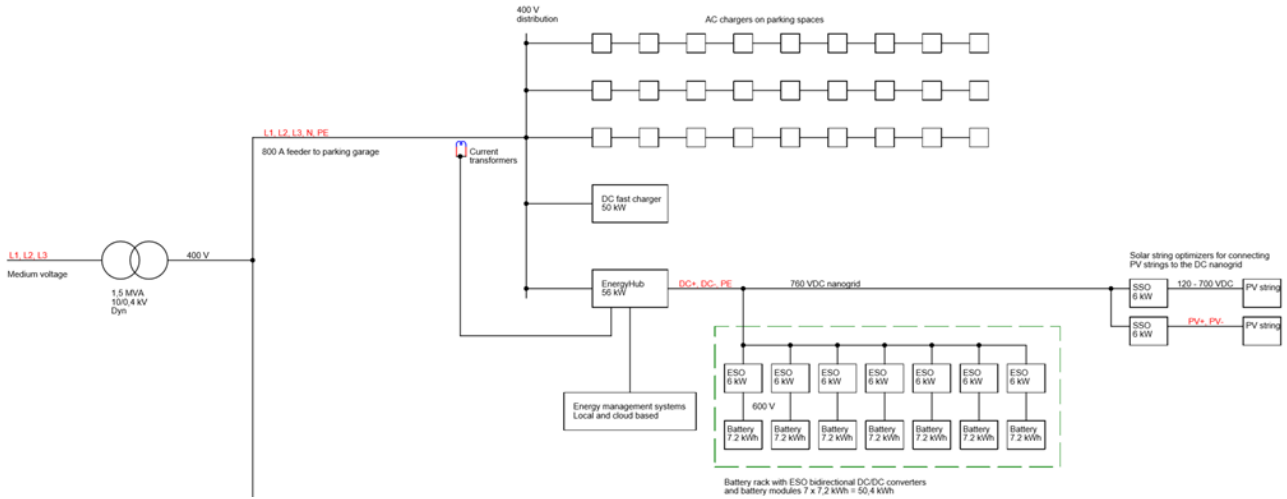 400 V
distribution
AC chargers on parking spaces
L1, L2, L3, N, PE
800 A feeder to parking garage
Current
transformers
DC fast charger
50 kW
L1, L2, L3
Medium voltage
400 V
1,5 MVA
10/0,4 kV
Dyn
EnergyHub
56 kW
DC+, DC-, PE
760 VDC nanogrid
Solar string optimizers for connecting
PV strings to the DC nanogrid
SSO
6 kW
120 - 700 VDC
PV string
SSO
6 kW
PV+, PV-
PV string
ESO
6 kW
ESO
6 kW
ESO
6 kW
ESO
6 kW
ESO
6 kW
ESO
6 kW
ESO
6 kW
600 V
Energy management systems
Local and cloud based
Battery
7.2 kWh
Battery
7.2 kWh
Battery
7.2 kWh
Battery
7.2 kWh
Battery
7.2 kWh
Battery
7.2 kWh
Battery
7.2 kWh
Battery rack with ESO bidirectional DC/DC converters
and battery modules 7 x 7,2 kWh = 50,4 kWh